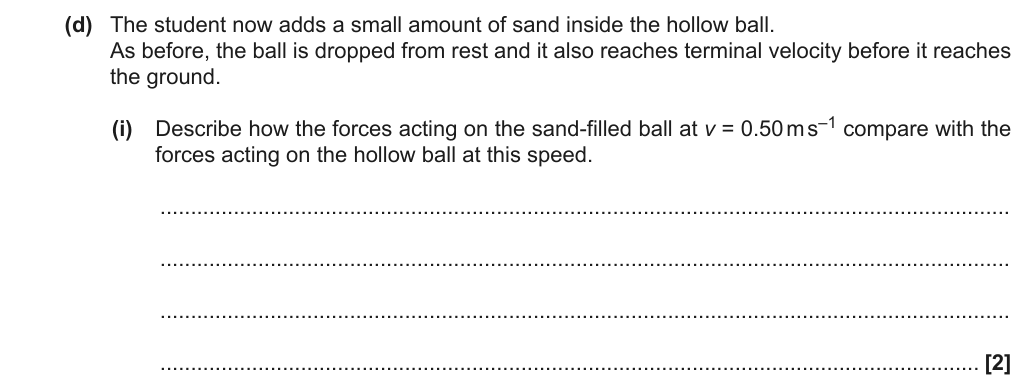 (d) The student now adds a small amount of sand inside the hollow ball.
As before, the ball is dropped from rest and it also reaches terminal velocity before it reaches
the ground.
(i) Describe how the forces acting on the sand-filled ball at v = 0.50 m s⁻¹ compare with the
forces acting on the hollow ball at this speed.
..........................................................................................................................................
..........................................................................................................................................
..........................................................................................................................................
..................................................................................................................................... [2]